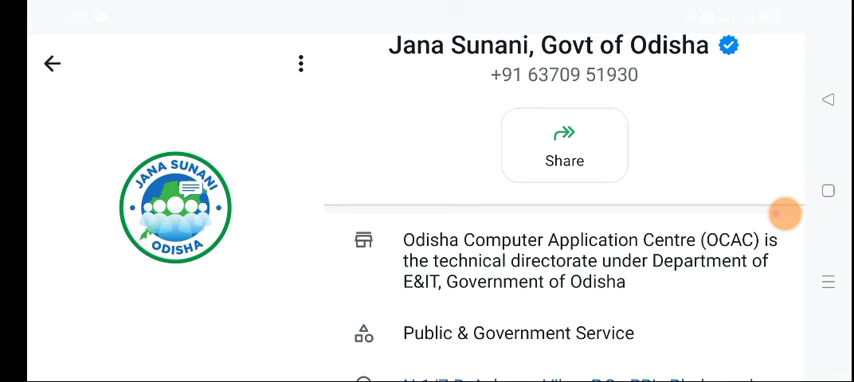 Jana Sunani, Govt of Odisha
+91 63709 51930
Share
JANA SUNANI
ODISHA
Odisha Computer Application Centre (OCAC) is
the technical directorate under Department of
E&IT, Government of Odisha
Public & Government Service